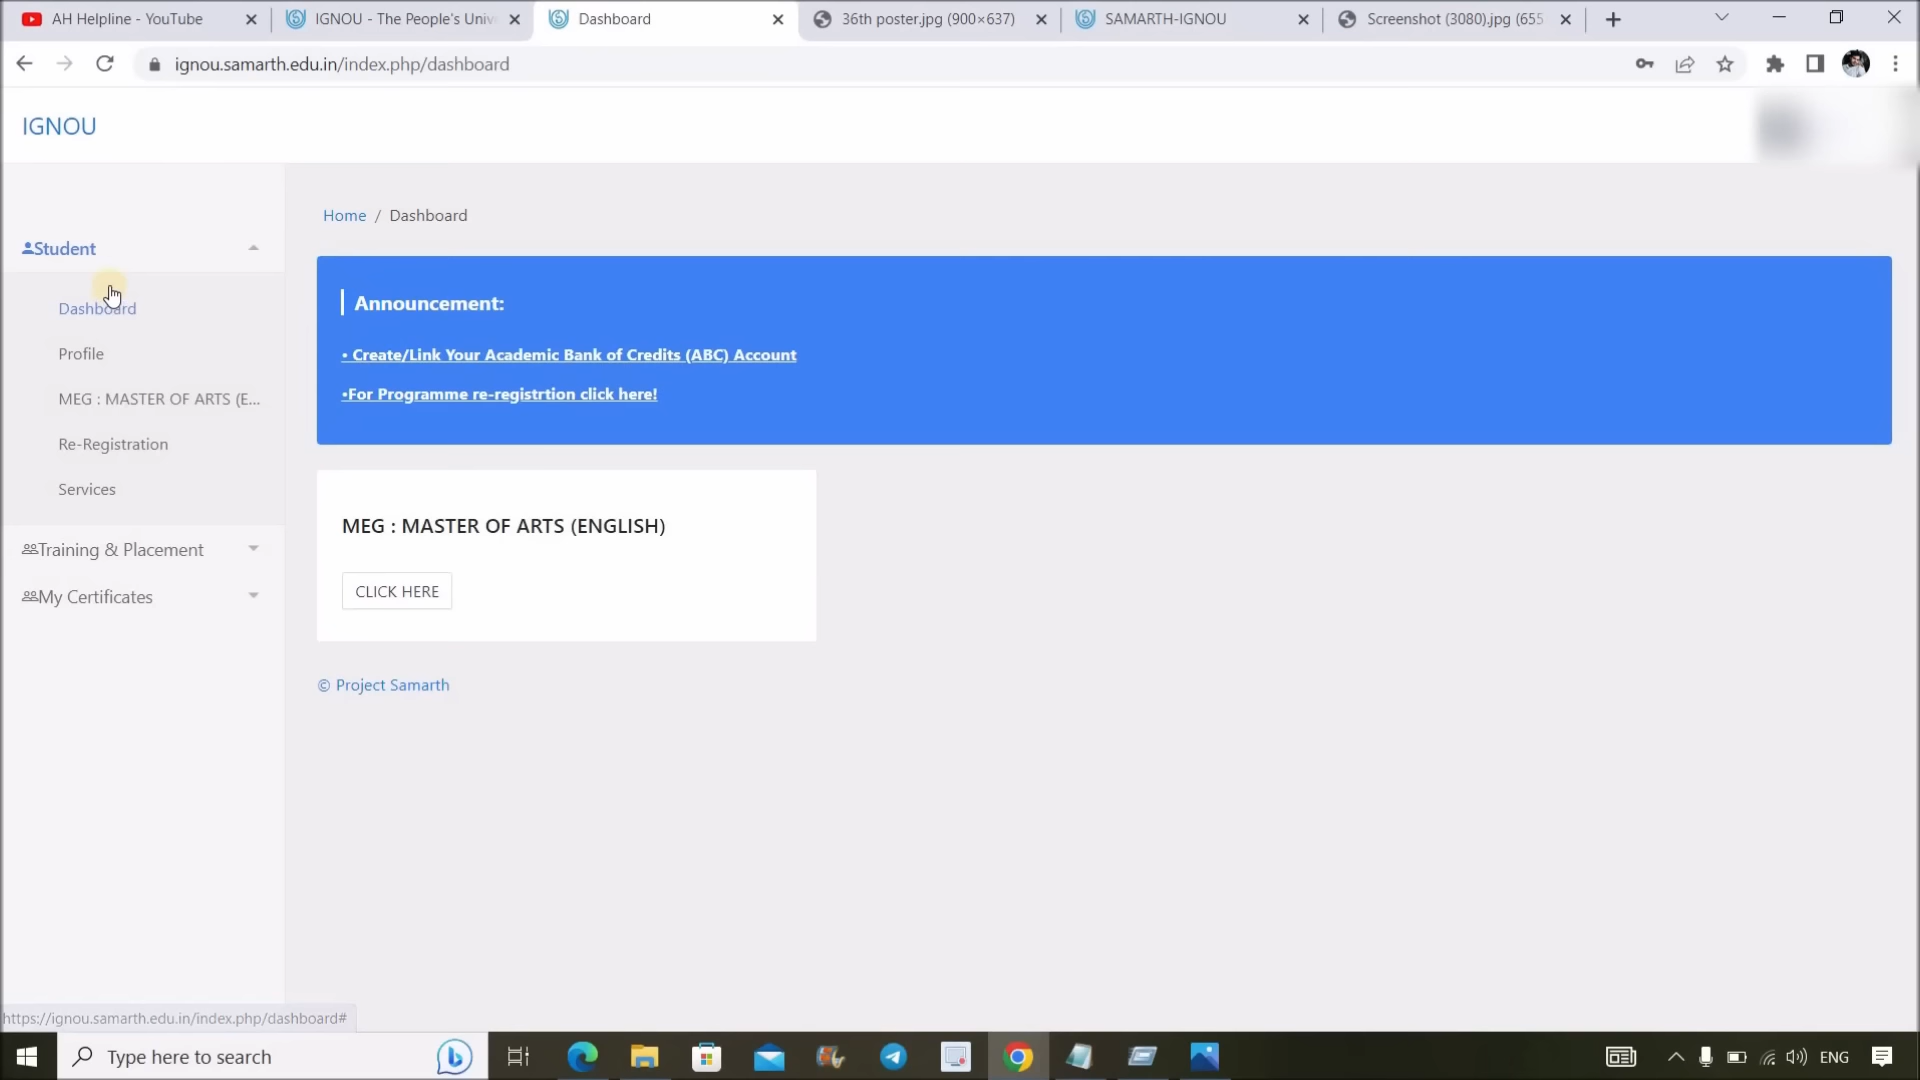 AH Helpline - YouTube
IGNOU - The People's Univ
Dashboard
36th poster.jpg (900×637)
SAMARTH-IGNOU
Screenshot (3080).jpg (655
ignou.samarth.edu.in/index.php/dashboard
IGNOU
Home / Dashboard
Student
Dashboard
Profile
MEG : MASTER OF ARTS (E...
Re-Registration
Services
Training & Placement
My Certificates
Announcement:
• Create/Link Your Academic Bank of Credits (ABC) Account
•For Programme re-registrtion click here!
MEG : MASTER OF ARTS (ENGLISH)
CLICK HERE
© Project Samarth
https://ignou.samarth.edu.in/index.php/dashboard#
Type here to search
ENG